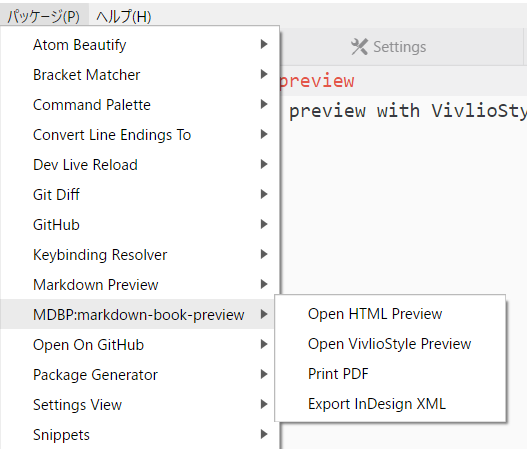 パッケージ(P) ヘルプ(H)
Atom Beautify
Settings
Bracket Matcher
preview
Command Palette
preview with VivlioSty
Convert Line Endings To
Dev Live Reload
Git Diff
GitHub
Keybinding Resolver
Markdown Preview
MDBP:markdown-book-preview
Open HTML Preview
Open VivlioStyle Preview
Print PDF
Export InDesign XML
Open On GitHub
Package Generator
Settings View
Snippets